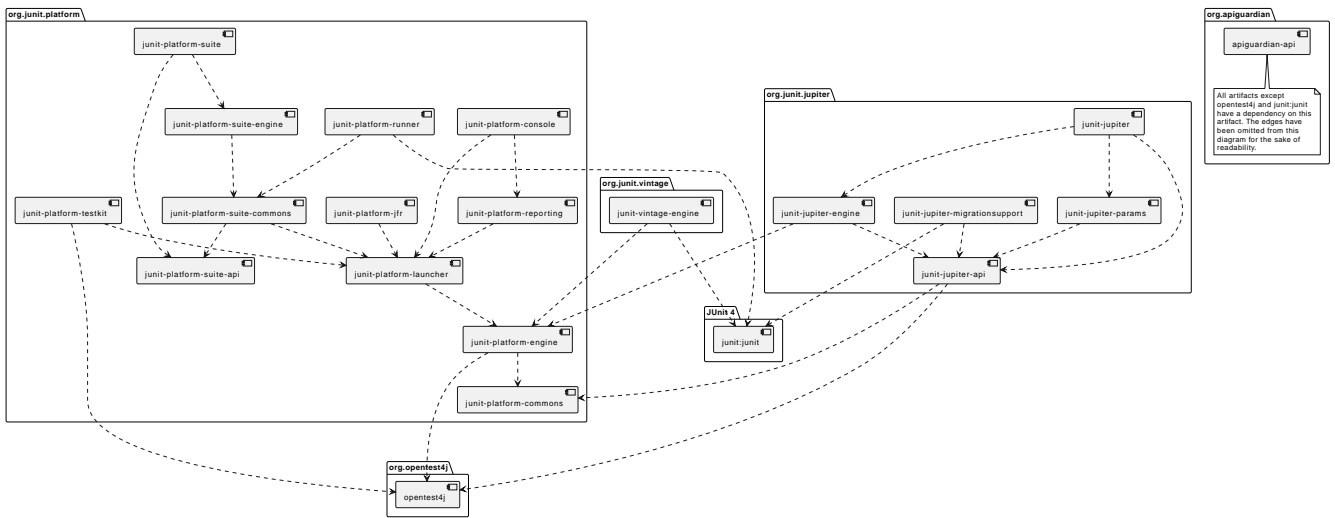 org.junit.platform
junit-platform-suite
junit-platform-suite-engine
junit-platform-runner
junit-platform-console
junit-platform-testkit
junit-platform-suite-commons
junit-platform-jfr
junit-platform-reporting
junit-platform-suite-api
junit-platform-launcher
junit-platform-engine
junit-platform-commons
org.junit.vintage
junit-vintage-engine
JUnit 4
junit:junit
org.junit.jupiter
junit-jupiter
junit-jupiter-engine
junit-jupiter-migrationsupport
junit-jupiter-params
junit-jupiter-api
org.opentest4j
opentest4j
org.apiguardian
apiguardian-api
All artifacts except
opentest4j and junit:junit
have a dependency on this
artifact. The edges have
been omitted from this
diagram for the sake of
readability.